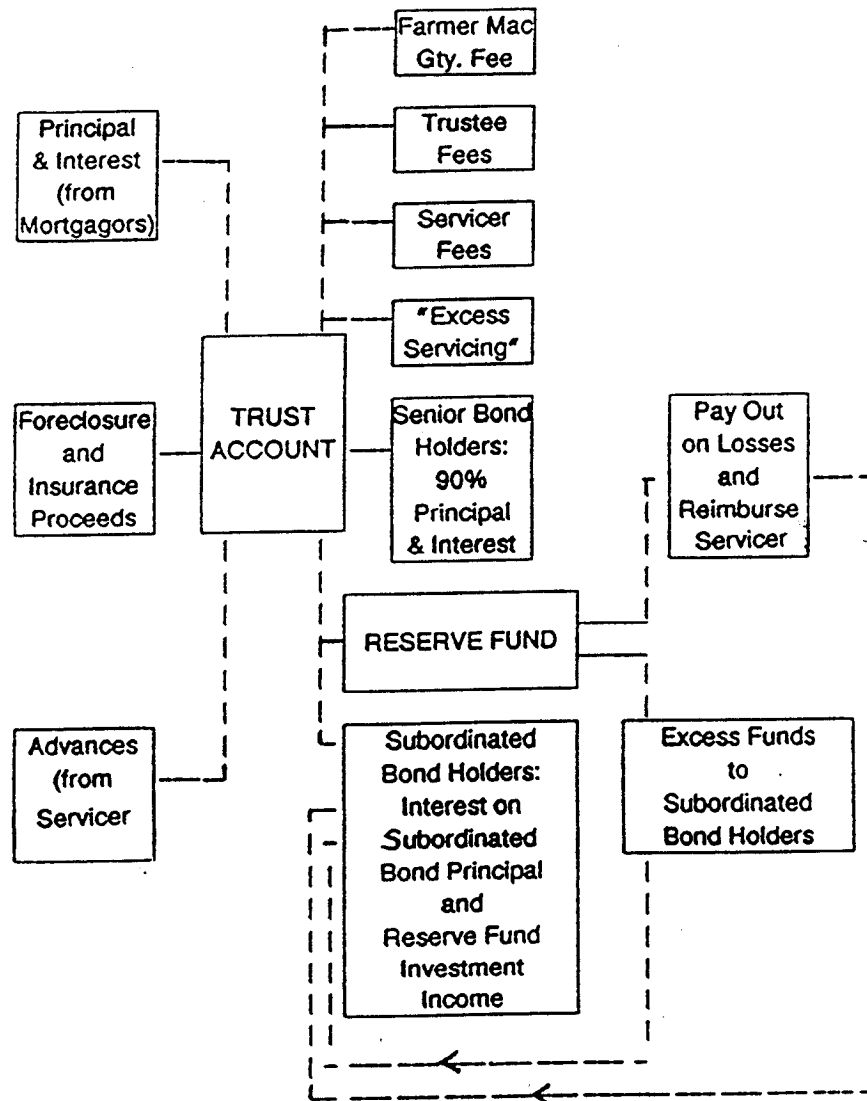 Farmer Mac
Gty. Fee
Principal
& Interest
(from
Mortgagors)
Trustee
Fees
Servicer
Fees
"Excess
Servicing"
Foreclosure
and
Insurance
Proceeds
TRUST
ACCOUNT
Senior Bond
Holders:
90%
Principal
& Interest
Pay Out
on Losses
and
Reimburse
Servicer
RESERVE FUND
Advances
(from
Servicer
Subordinated
Bond Holders:
Interest on
Subordinated
Bond Principal
and
Reserve Fund
Investment
Income
Excess Funds
to
Subordinated
Bond Holders